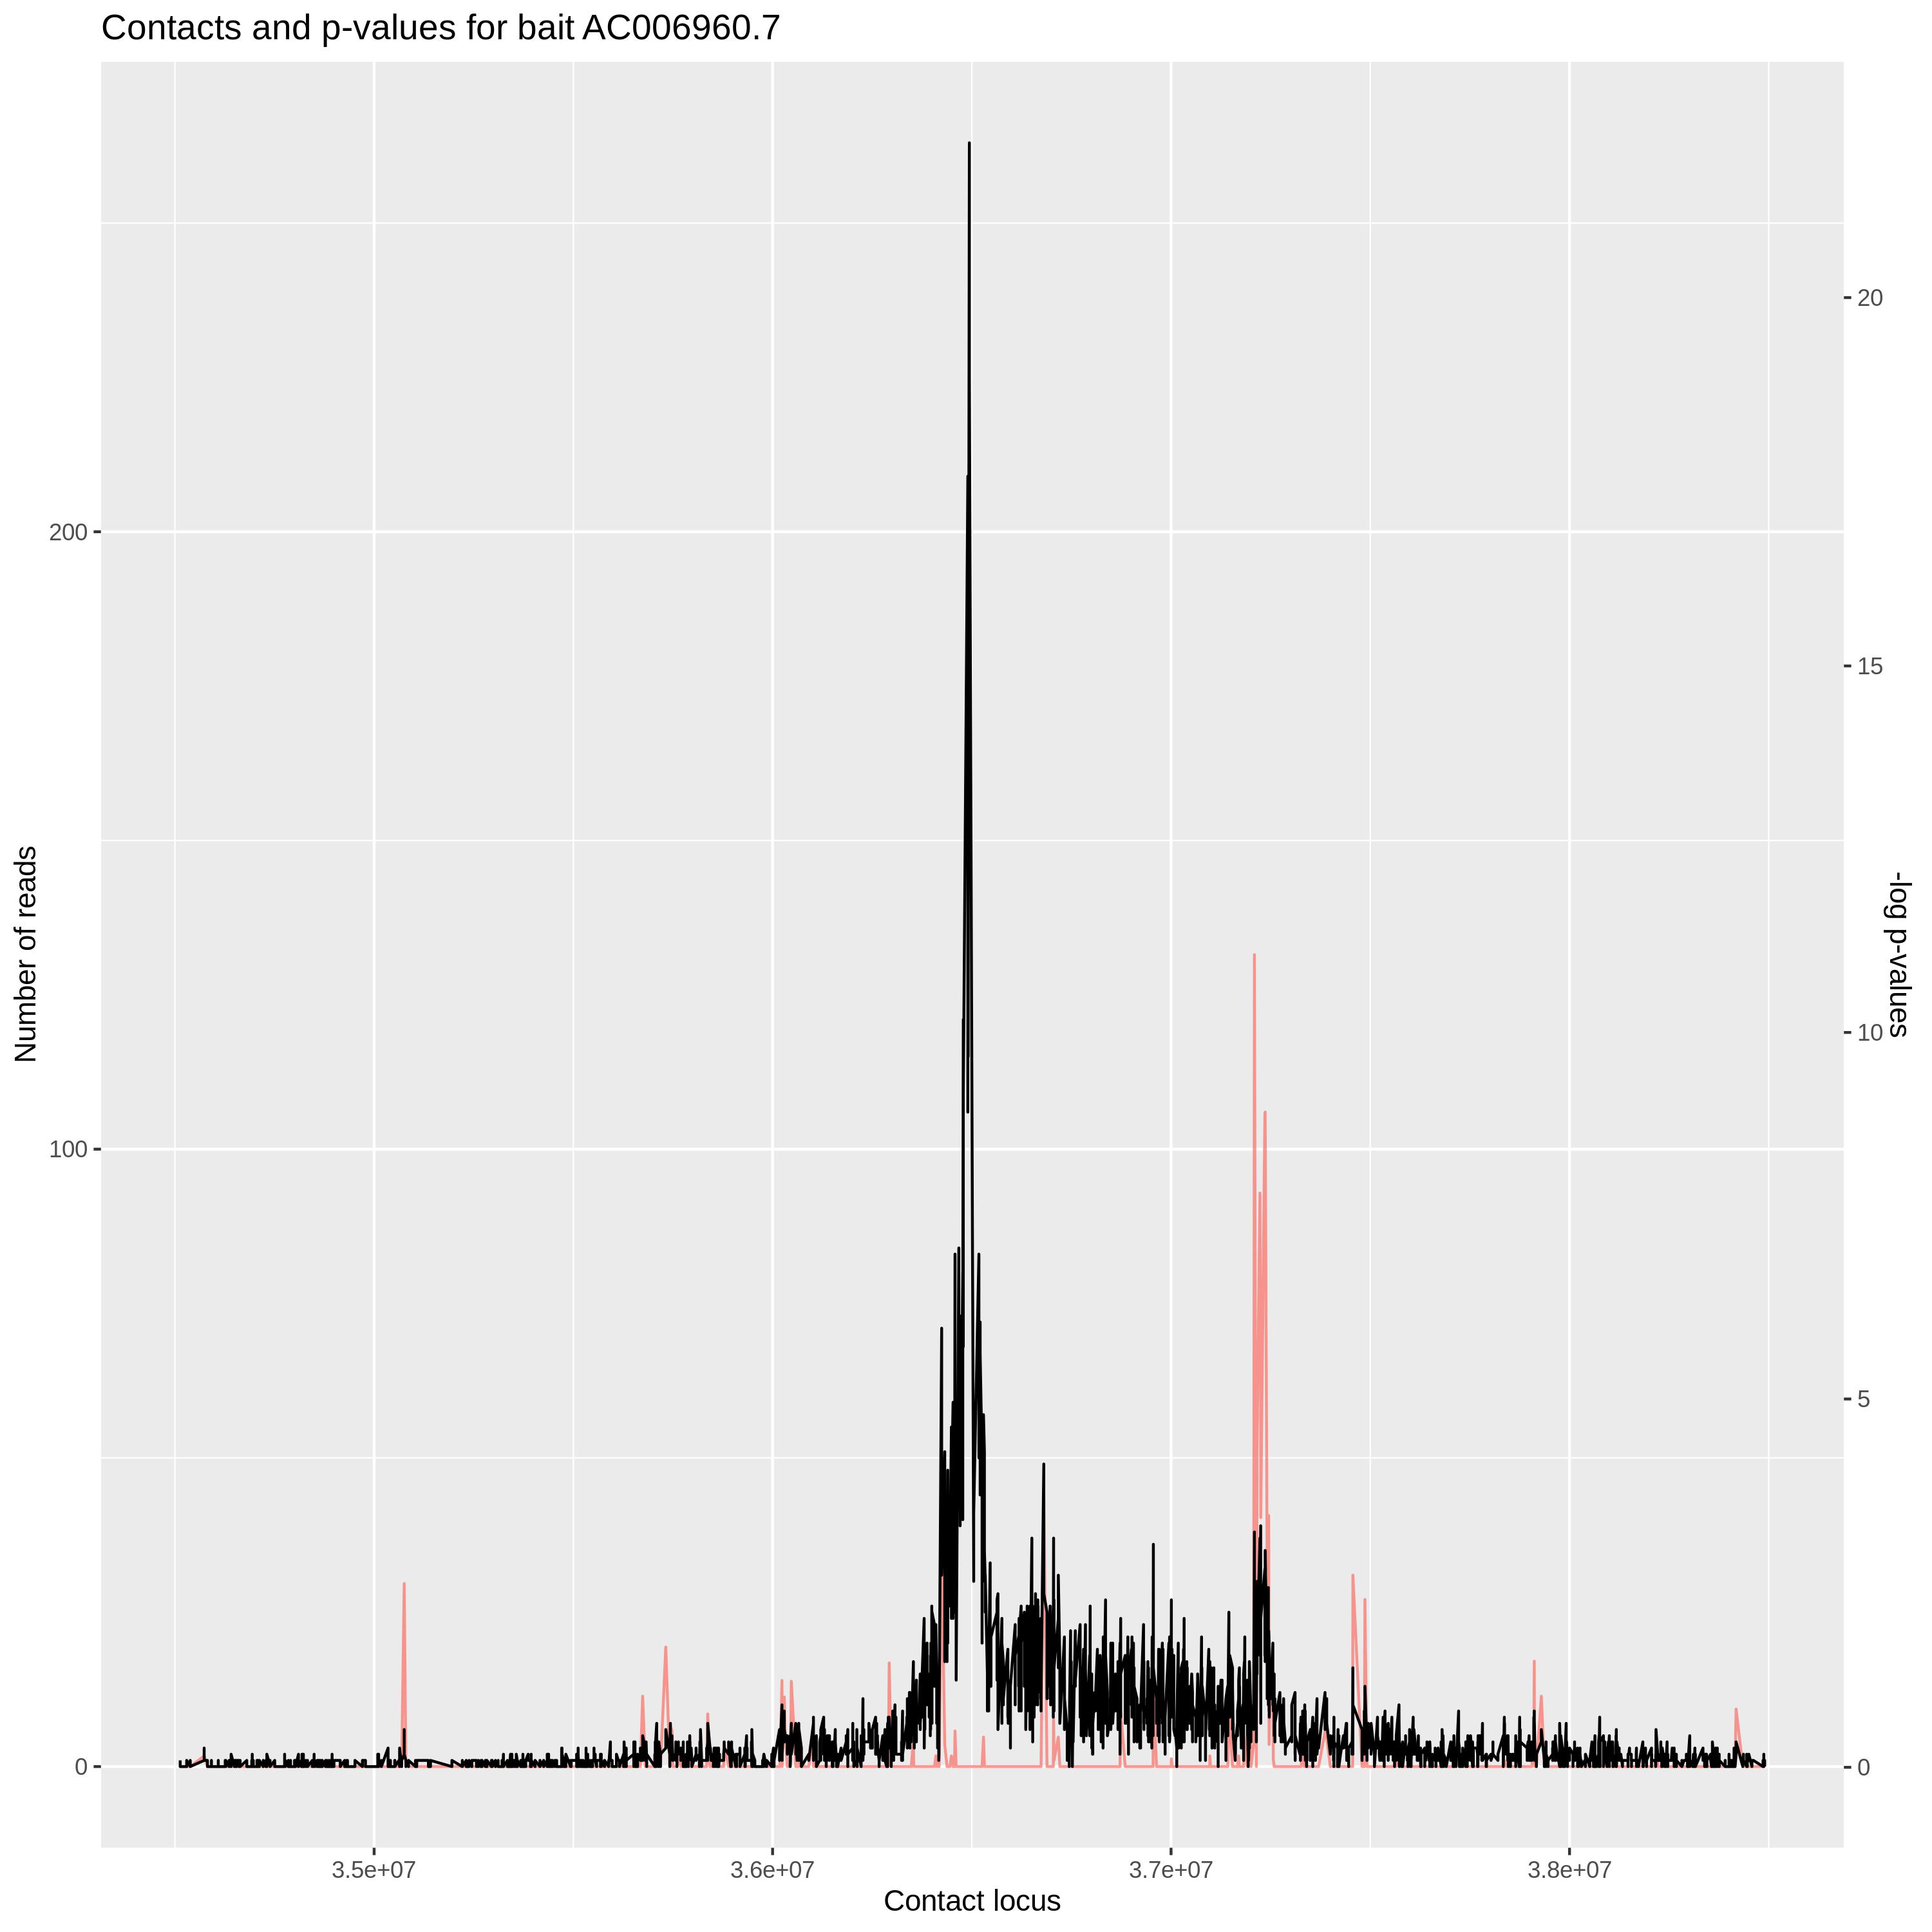 Contacts and p-values for bait AC006960.7
Number of reads
200
100
0
20
15
10
5
0
-log p-values
3.5e+07 3.6e+07 3.7e+07 3.8e+07
Contact locus